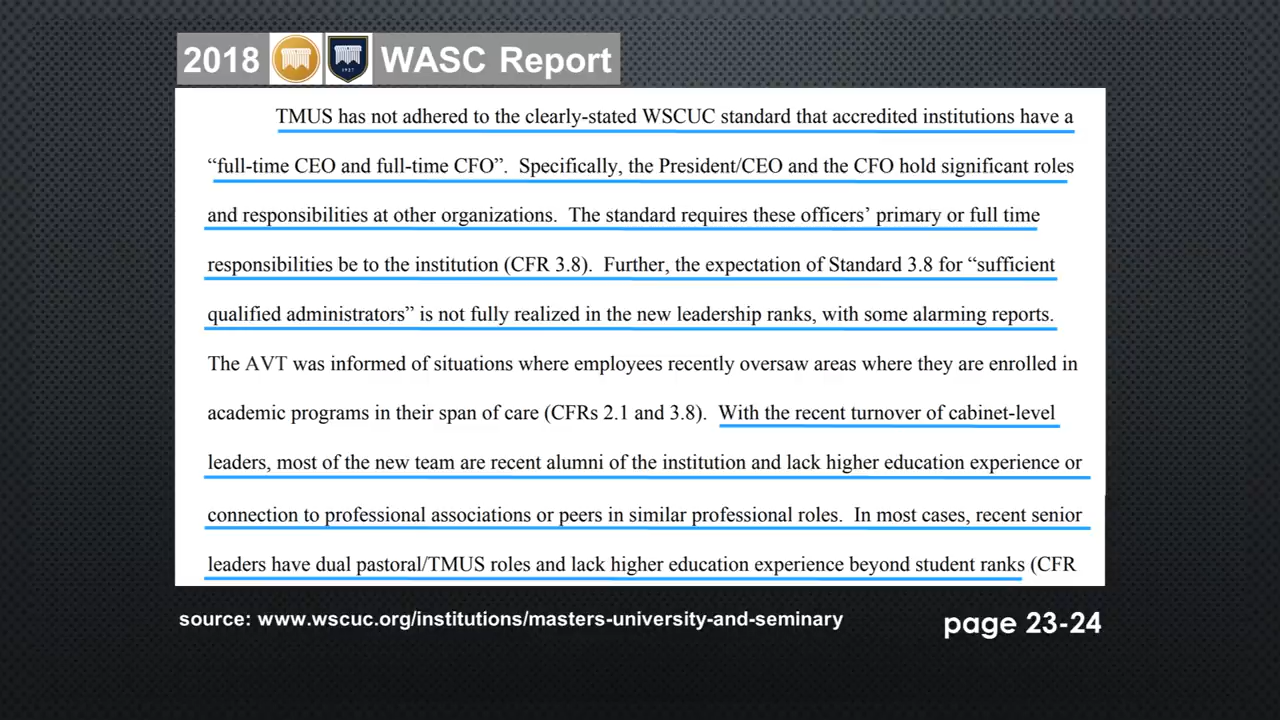 2018 WASC Report
1927
TMUS has not adhered to the clearly-stated WSCUC standard that accredited institutions have a
“full-time CEO and full-time CFO”. Specifically, the President/CEO and the CFO hold significant roles
and responsibilities at other organizations. The standard requires these officers’ primary or full time
responsibilities be to the institution (CFR 3.8). Further, the expectation of Standard 3.8 for “sufficient
qualified administrators” is not fully realized in the new leadership ranks, with some alarming reports.
The AVT was informed of situations where employees recently oversaw areas where they are enrolled in
academic programs in their span of care (CFRs 2.1 and 3.8). With the recent turnover of cabinet-level
leaders, most of the new team are recent alumni of the institution and lack higher education experience or
connection to professional associations or peers in similar professional roles. In most cases, recent senior
leaders have dual pastoral/TMUS roles and lack higher education experience beyond student ranks (CFR
source: www.wscuc.org/institutions/masters-university-and-seminary
page 23-24